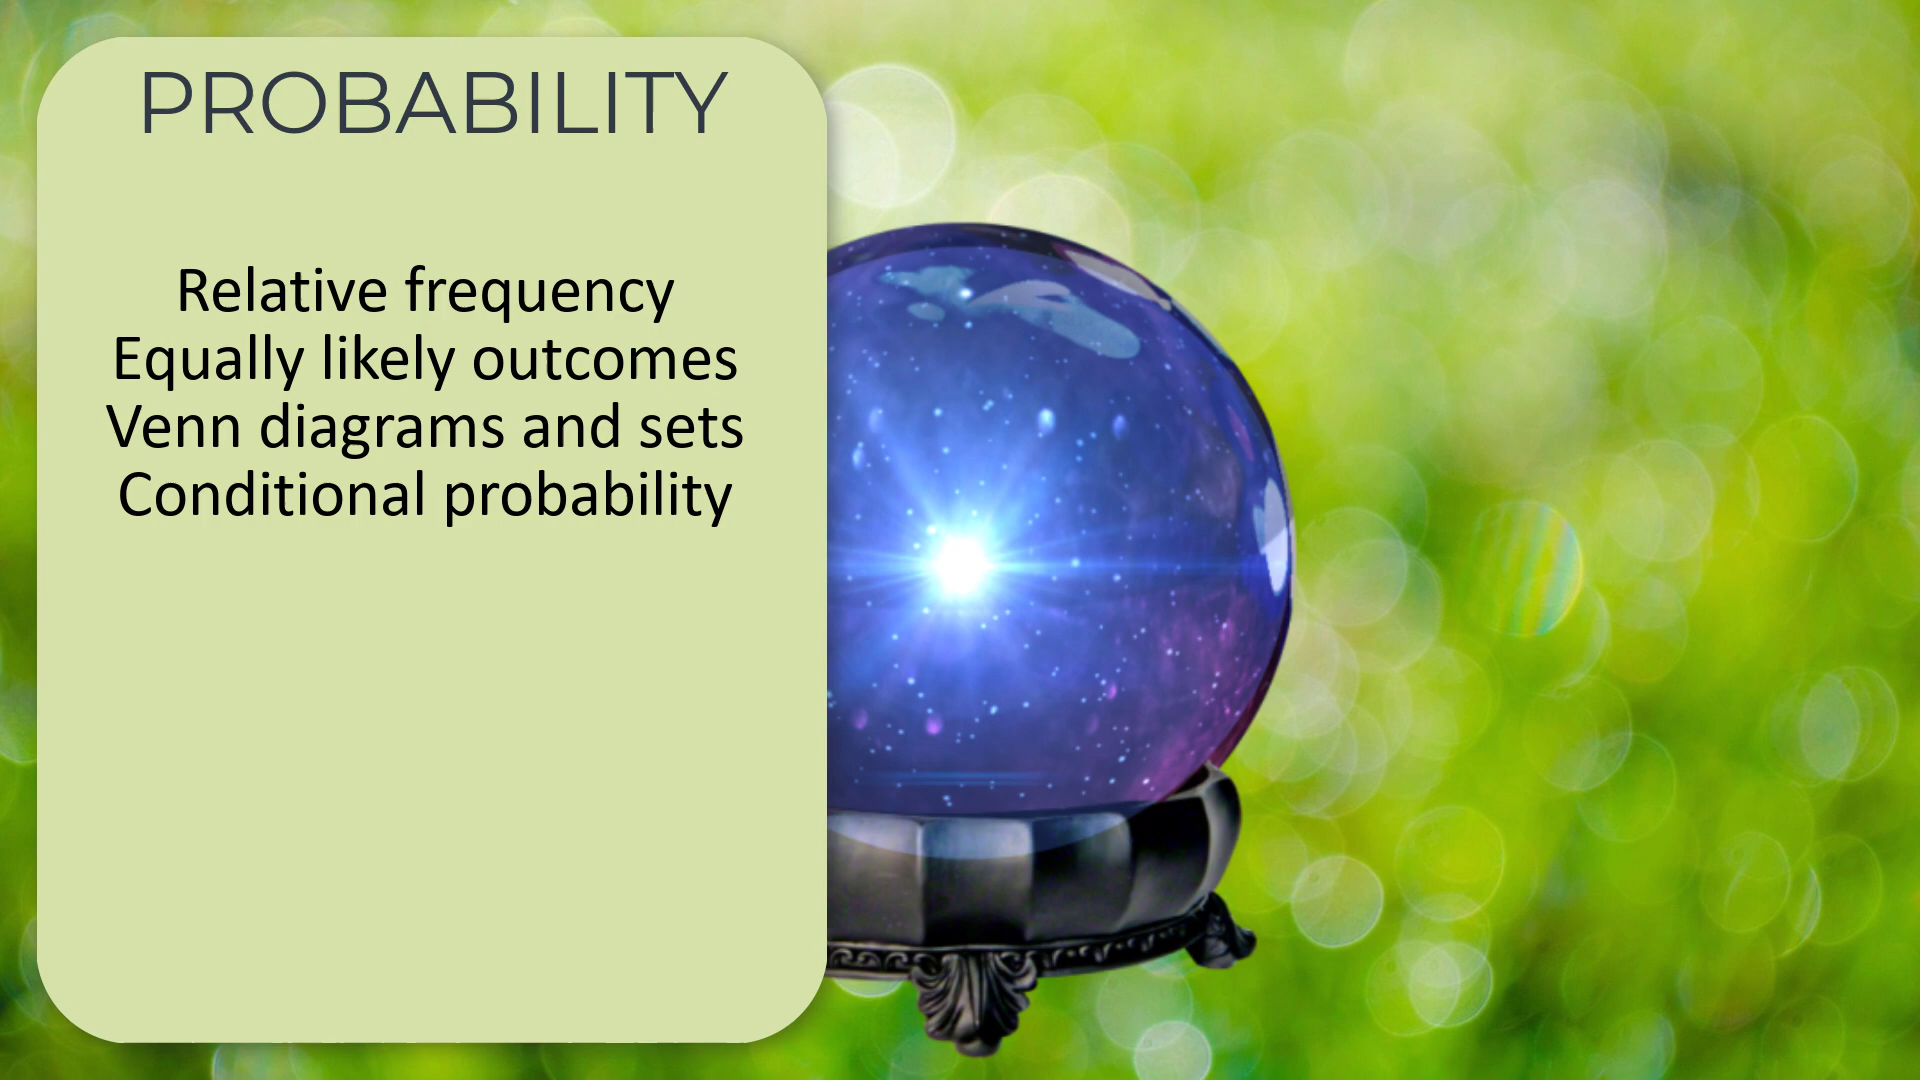 PROBABILITY
Relative frequency
Equally likely outcomes
Venn diagrams and sets
Conditional probability